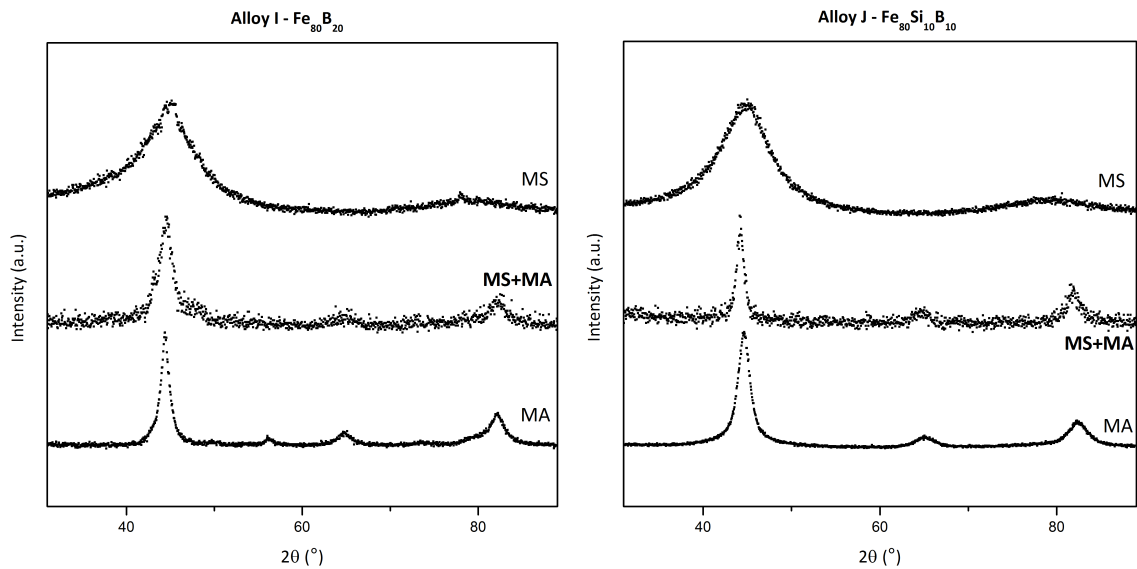 Alloy I - Fe80B20
MS
MS+MA
MA
Intensity (a.u.)
40
60
80
2θ (°)
Alloy J - Fe80Si10B10
MS
MS+MA
MA
Intensity (a.u.)
40
60
80
2θ (°)